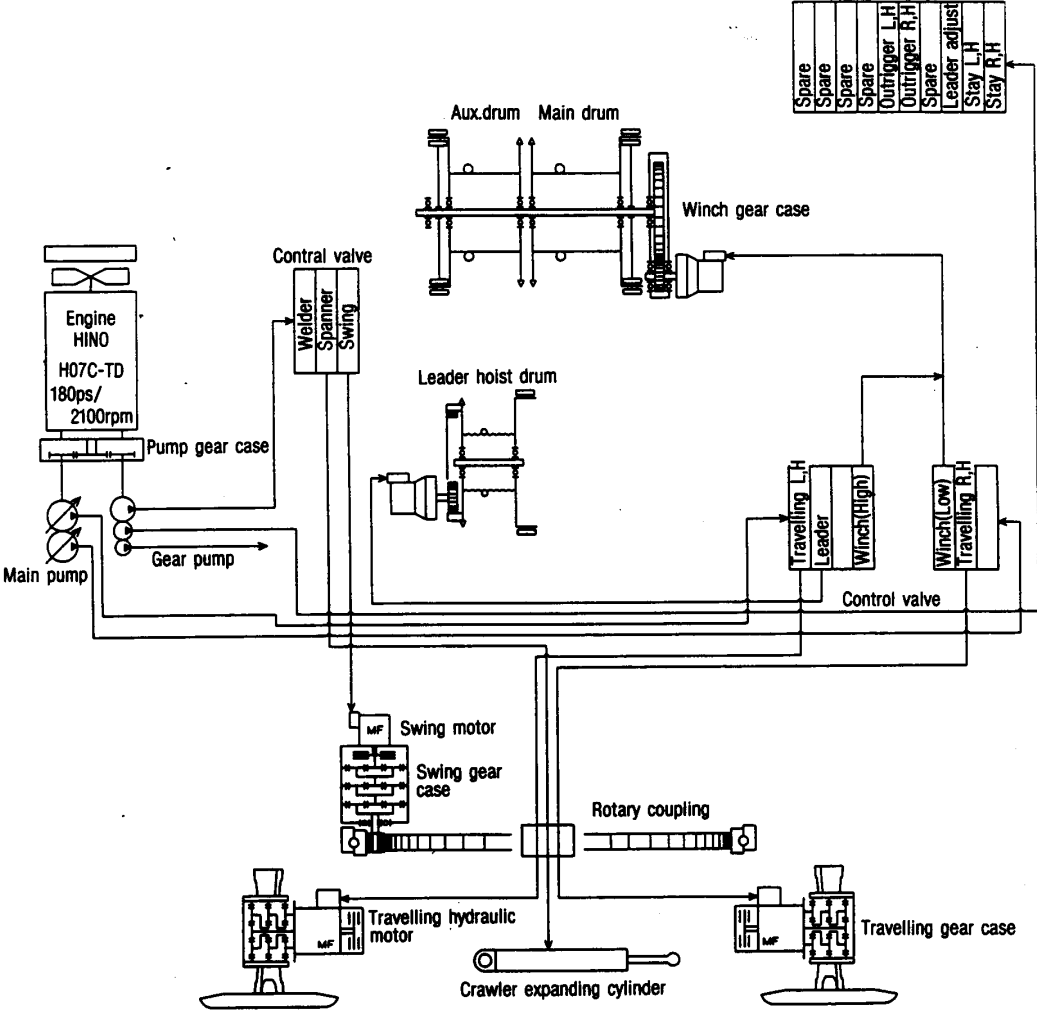 Spare
Spare
Spare
Spare
Outrigger L,H
Outrigger R,H
Spare
Leader adjust
Stay L,H
Stay R,H
Aux.drum Main drum
Winch gear case
Contral valve
Welder
Spanner
Swing
Engine
HINO
H07C-TD
180ps/
2100rpm
Pump gear case
Leader hoist drum
Travelling L,H
Leader
Winch(High)
Winch(Low)
Travelling R,H
Main pump
Gear pump
Control valve
MF
Swing motor
Swing gear
case
Rotary coupling
Travelling hydraulic
motor
MF
MF
Travelling gear case
Crawler expanding cylinder